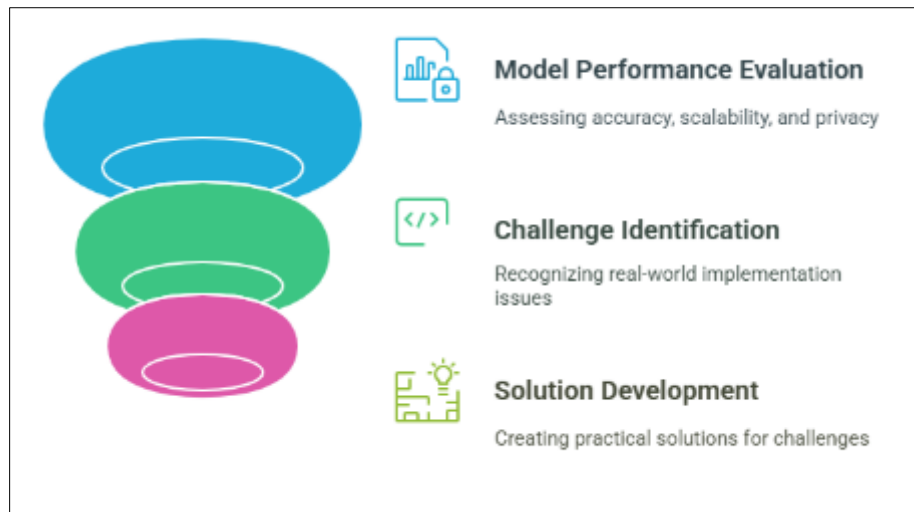 Model Performance Evaluation
Assessing accuracy, scalability, and privacy
</>
Challenge Identification
Recognizing real-world implementation
issues
Solution Development
Creating practical solutions for challenges